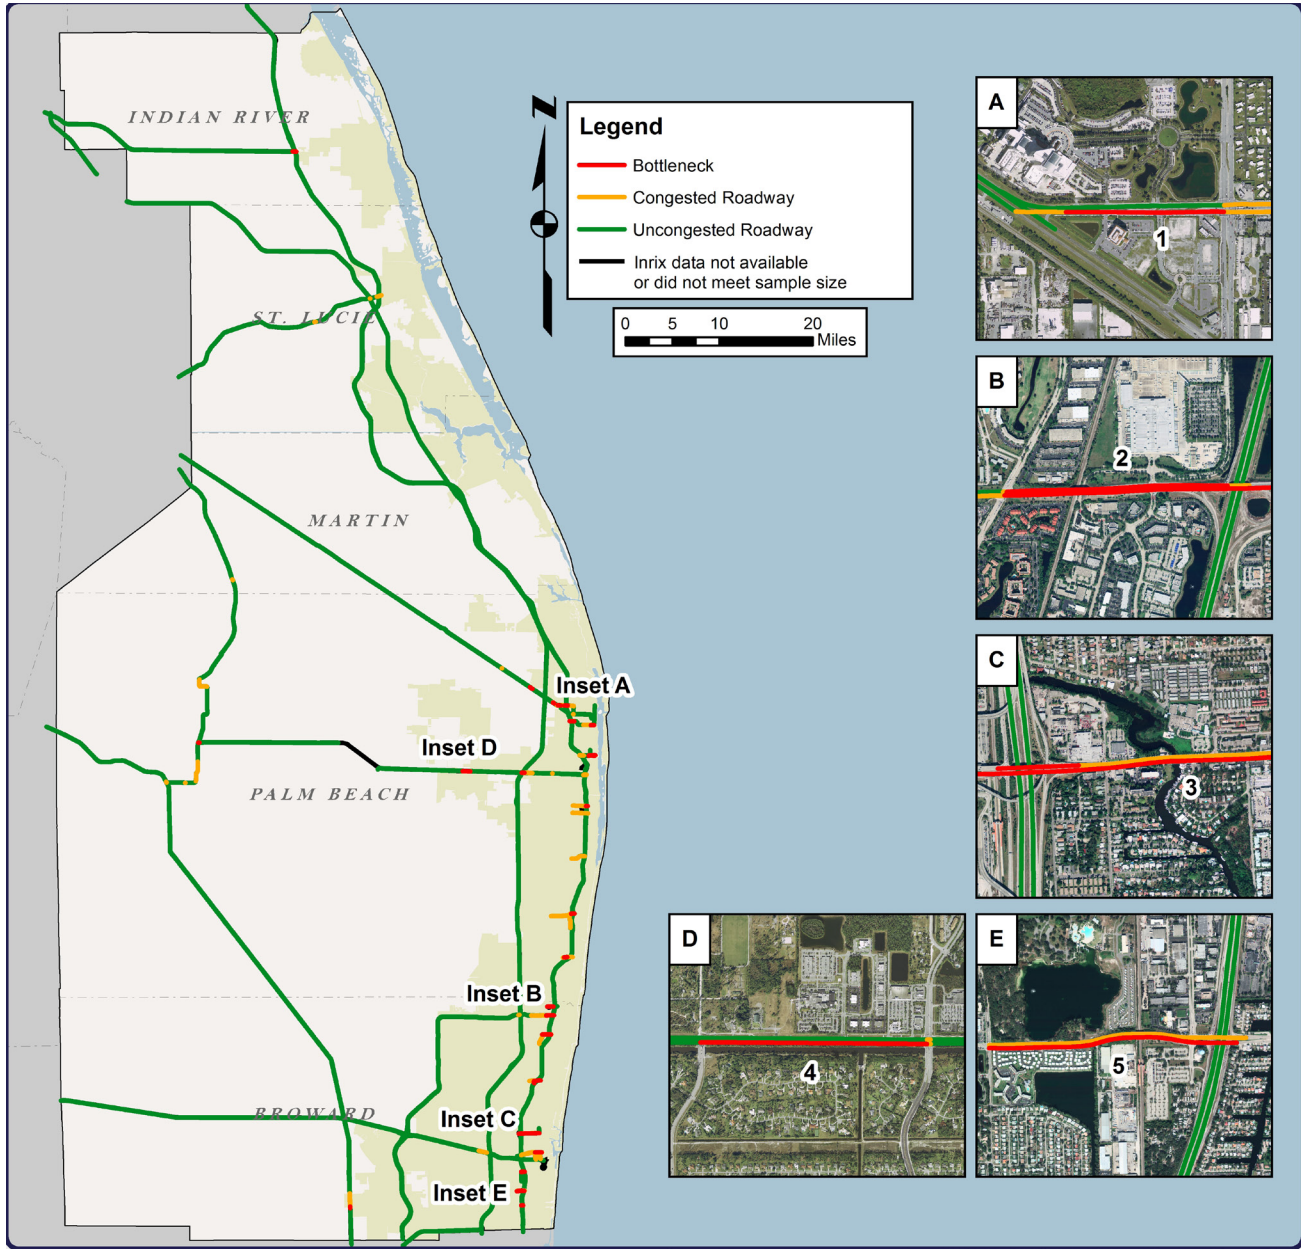 INDIAN RIVER
ST. LUCIE
MARTIN
PALM BEACH
BROWARD
Inset A
Inset D
Inset B
Inset C
Inset E
N
Legend
Bottleneck
Congested Roadway
Uncongested Roadway
Inrix data not available
or did not meet sample size
0 5 10 20
Miles
A
1
B
2
C
3
D
4
E
5